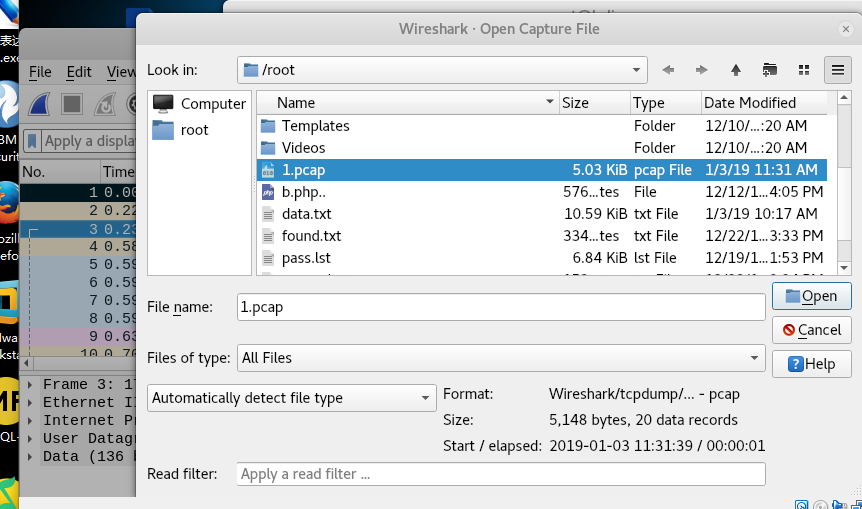 Wireshark · Open Capture File
表达
.exe
File Edit View
Look in: /root
Computer
root
Name Size Type Date Modified
Templates Folder 12/10/...:20 AM
Videos Folder 12/10/...:20 AM
1.pcap 5.03 KiB pcap File 1/3/19 11:31 AM
b.php.. 576...tes File 12/12/1...4:05 PM
data.txt 10.59 KiB txt File 1/3/19 10:17 AM
found.txt 334...tes txt File 12/22/1...3:33 PM
pass.lst 6.84 KiB lst File 12/19/1...1:53 PM
Apply a displa
No. Time
1 0.00
2 0.22
3 0.23
4 0.58
5 0.59
6 0.59
7 0.59
8 0.59
9 0.63
10 0.70
File name: 1.pcap
Open
Cancel
Files of type: All Files
Help
Automatically detect file type
Format: Wireshark/tcpdump/... - pcap
Size: 5,148 bytes, 20 data records
Start / elapsed: 2019-01-03 11:31:39 / 00:00:01
Read filter: Apply a read filter ...
Frame 3: 17
Ethernet II
Internet Pr
User Datagr
Data (136 b